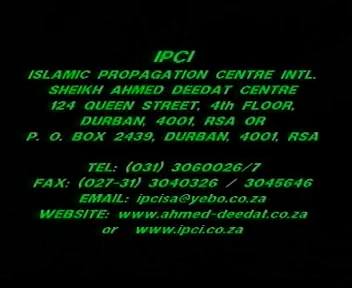 IPCI
ISLAMIC PROPAGATION CENTRE INTL.
SHEIKH AHMED DEEDAT CENTRE
124 QUEEN STREET, 4th FLOOR,
DURBAN, 4001, RSA OR
P. O. BOX 2439, DURBAN, 4001, RSA
TEL: (031) 3060026/7
FAX: (027-31) 3040326 / 3045646
EMAIL: ipcisa@yebo.co.za
WEBSITE: www.ahmed-deedat.co.za
or www.ipci.co.za